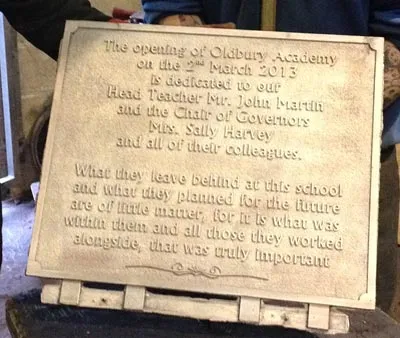 The opening of Oldbury Academy
on the 2nd March 2013
is dedicated to our
Head Teacher Mr. John Martin
and the Chair of Governors
Mrs. Sally Harvey
and all of their colleagues.
What they leave behind at this school
and what they planned for the future
are of little matter, for it is what was
within them and all those they worked
alongside, that was truly important